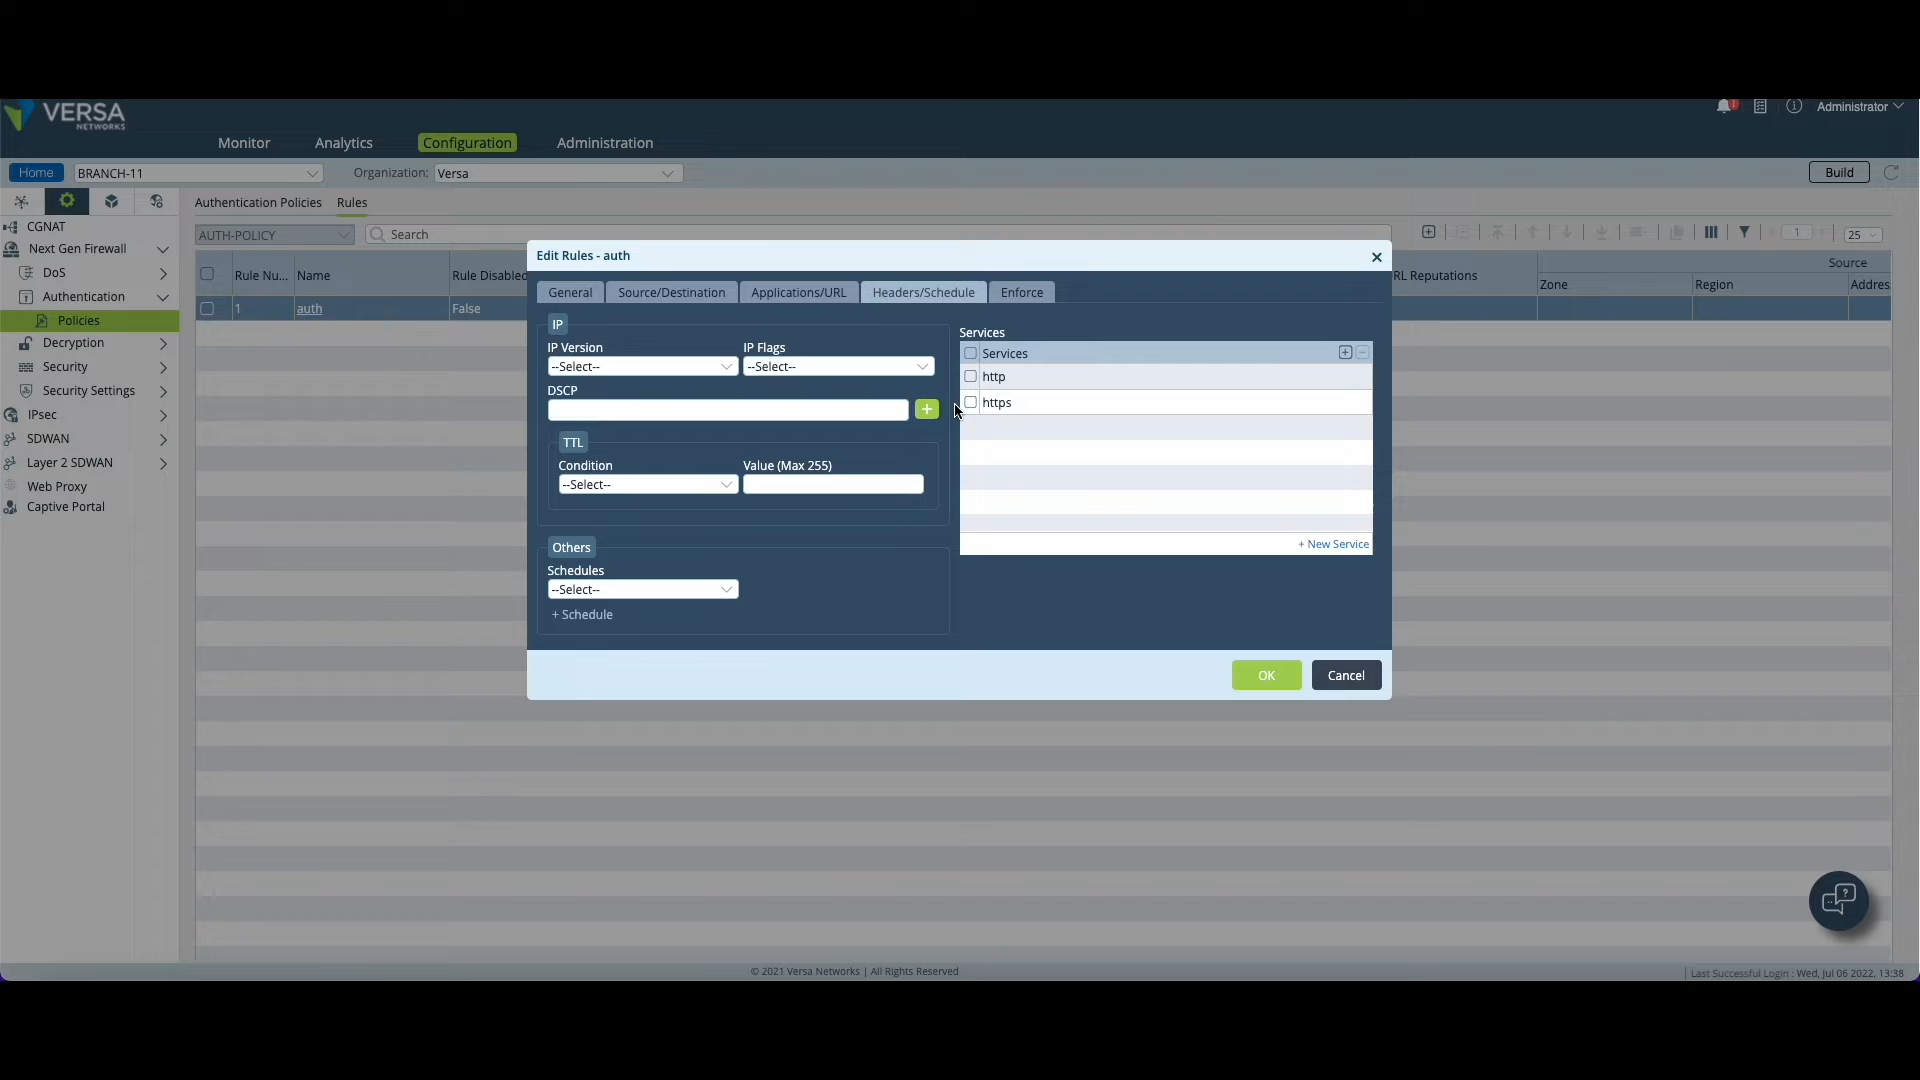 VERSA
NETWORKS
Administrator
Monitor
Analytics
Configuration
Administration
Home
BRANCH-11
Organization:
Versa
Build
Authentication Policies
Rules
CGNAT
Next Gen Firewall
DoS
Authentication
Policies
Decryption
Security
Security Settings
IPsec
SDWAN
Layer 2 SDWAN
Web Proxy
Captive Portal
AUTH-POLICY
Search
1
25
Rule Nu...
Name
Rule Disabled
RL Reputations
Source
Zone
Region
Addres
1
auth
False
Edit Rules - auth
General
Source/Destination
Applications/URL
Headers/Schedule
Enforce
IP
IP Version
IP Flags
--Select--
--Select--
DSCP
TTL
Condition
Value (Max 255)
--Select--
Others
Schedules
--Select--
+ Schedule
Services
Services
http
https
+ New Service
OK
Cancel
© 2021 Versa Networks | All Rights Reserved
Last Successful Login : Wed, Jul 06 2022, 13:38